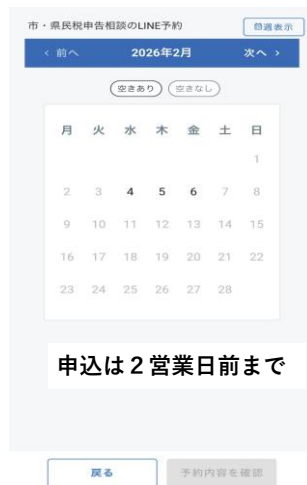 市・県民税申告相談のLINE予約 週表示
< 前へ 2026年2月 次へ >
空きあり 空きなし
月 火 水 木 金 土 日
1
2 3 4 5 6 7 8
9 10 11 12 13 14 15
16 17 18 19 20 21 22
23 24 25 26 27 28
申込は2営業日前まで
戻る 予約内容を確認